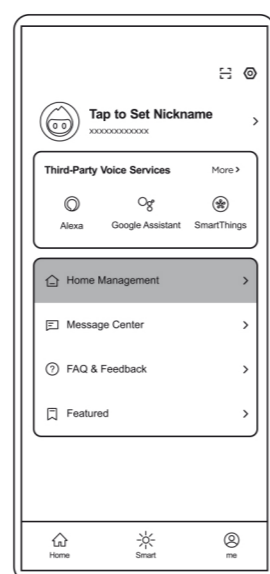 Tap to Set Nickname
xxxxxxxxxxxx
Third-Party Voice Services More >
Alexa Google Assistant SmartThings
Home Management
Message Center
FAQ & Feedback
Featured
Home Smart me